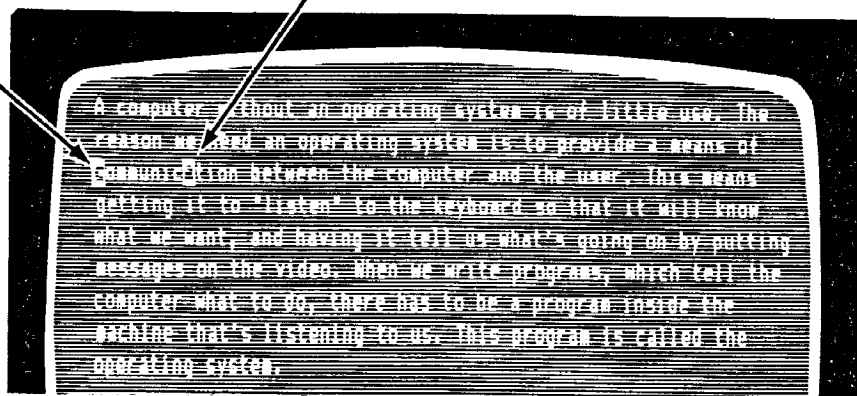 A computer without an operating system is of little use. The
reason we need an operating system is to provide a means of
communication between the computer and the user. This means
getting it to "listen" to the keyboard so that it will know
what we want, and having it tell us what's going on by putting
messages on the video. When we write programs, which tell the
computer what to do, there has to be a program inside the
machine that's listening to us. This program is called the
operating system.